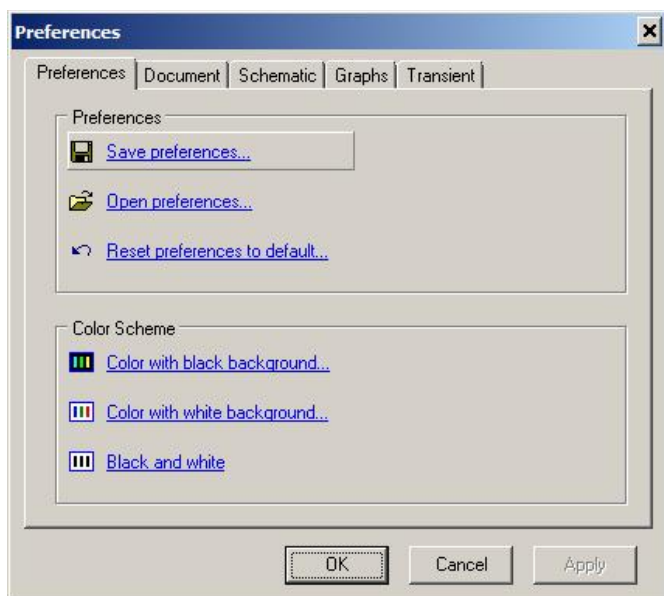 Preferences
Preferences Document Schematic Graphs Transient
Preferences
Save preferences...
Open preferences...
Reset preferences to default...
Color Scheme
Color with black background...
Color with white background...
Black and white
OK Cancel Apply